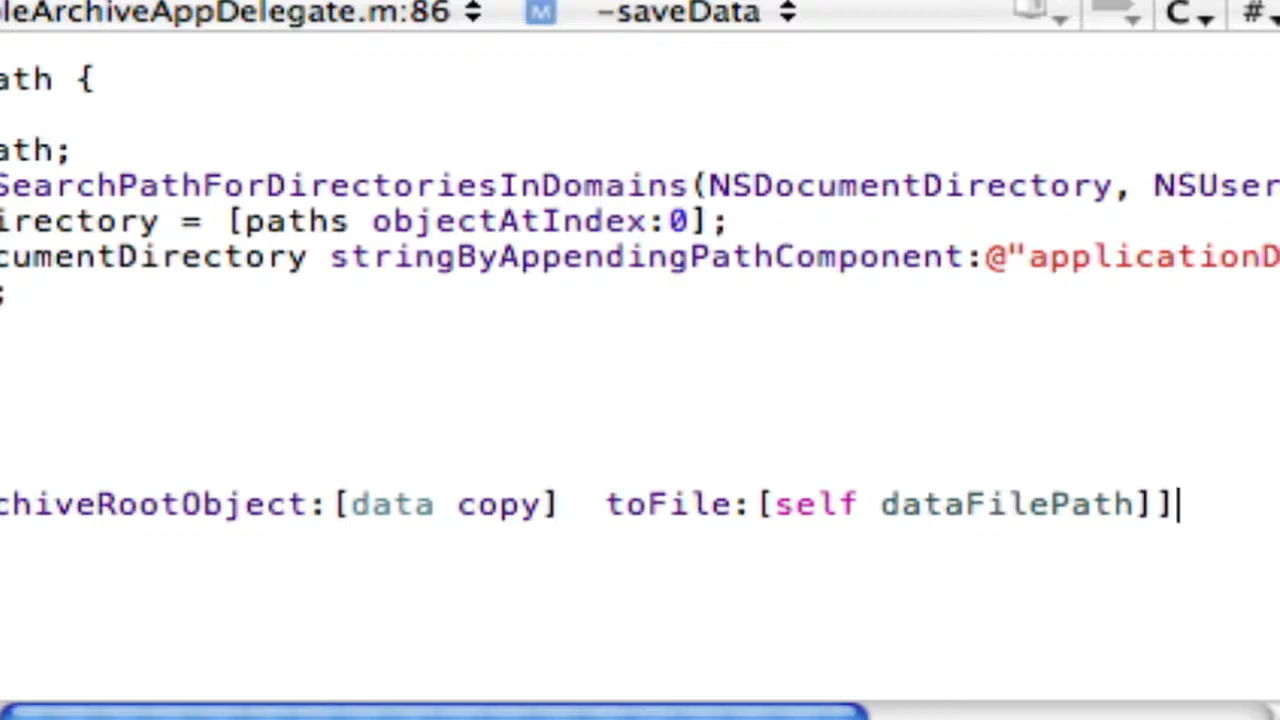 leArchiveAppDelegate.m:86 M -saveData C #
ath {
ath;
SearchPathForDirectoriesInDomains(NSDocumentDirectory, NSUser
irectory = [paths objectAtIndex:0];
cumentDirectory stringByAppendingPathComponent:@"applicationD
;
chiveRootObject:[data copy] toFile:[self dataFilePath]]